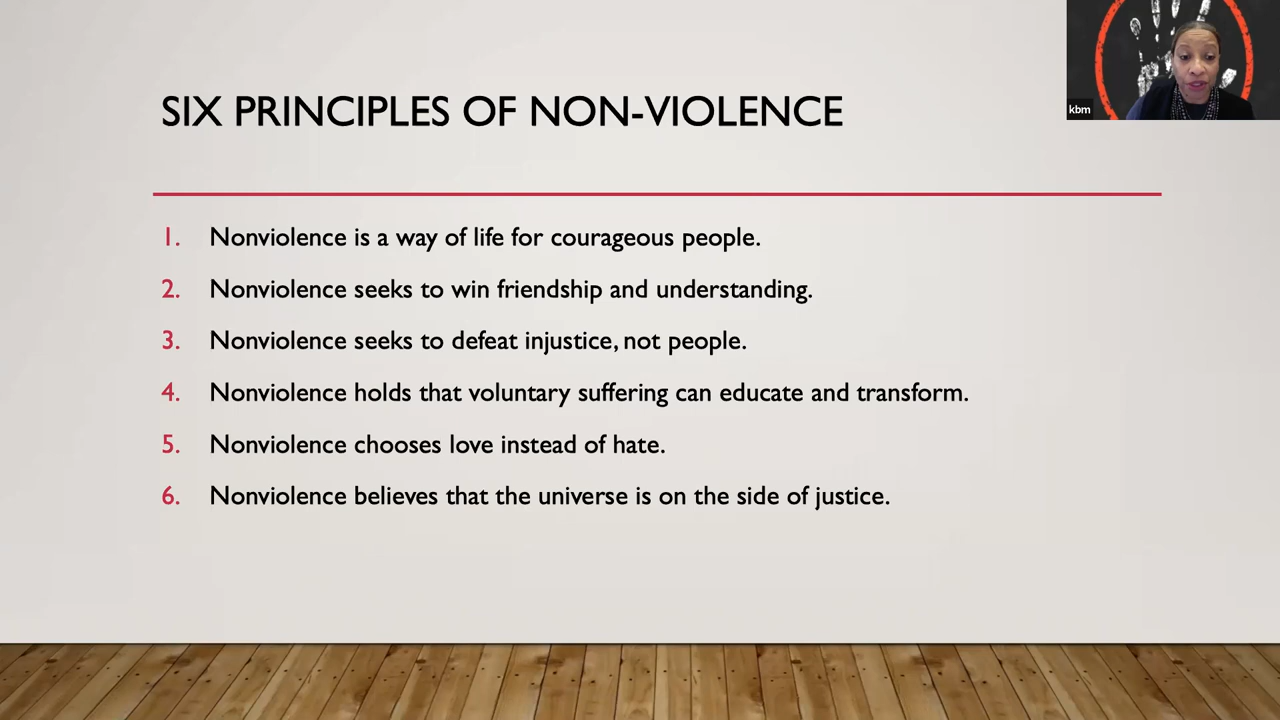 kbm
SIX PRINCIPLES OF NON-VIOLENCE
1. Nonviolence is a way of life for courageous people.
2. Nonviolence seeks to win friendship and understanding.
3. Nonviolence seeks to defeat injustice, not people.
4. Nonviolence holds that voluntary suffering can educate and transform.
5. Nonviolence chooses love instead of hate.
6. Nonviolence believes that the universe is on the side of justice.